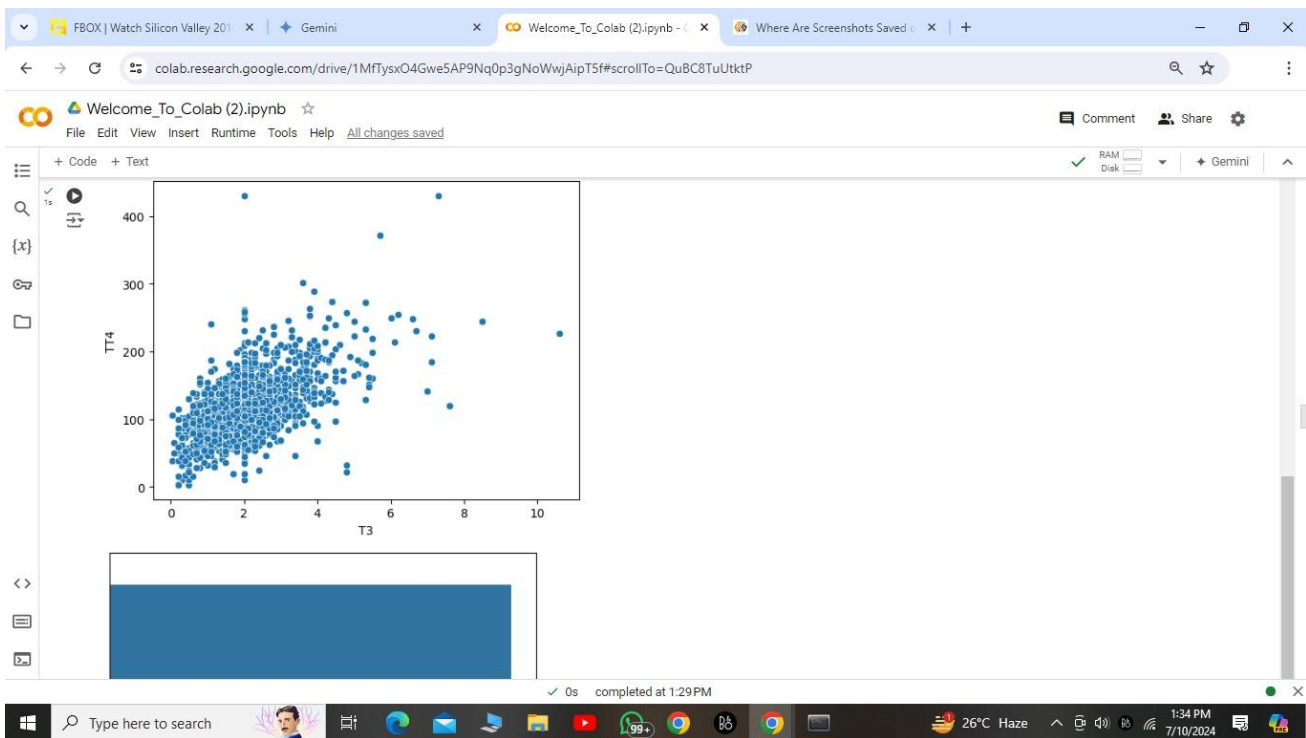 FBOX | Watch Silicon Valley 201
Gemini
Welcome_To_Colab (2).ipynb - C
Where Are Screenshots Saved o
colab.research.google.com/drive/1MfTysxO4Gwe5AP9Nq0p3gNoWwjAipT5f#scrollTo=QuBC8TuUtktP
CO
Welcome_To_Colab (2).ipynb
File Edit View Insert Runtime Tools Help All changes saved
Comment Share
+ Code + Text
RAM
Disk
Gemini
{x}
1s
400
300
200
100
0
TT4
0 2 4 6 8 10
T3
0s completed at 1:29 PM
Type here to search
99+
26°C Haze
1:34 PM
7/10/2024